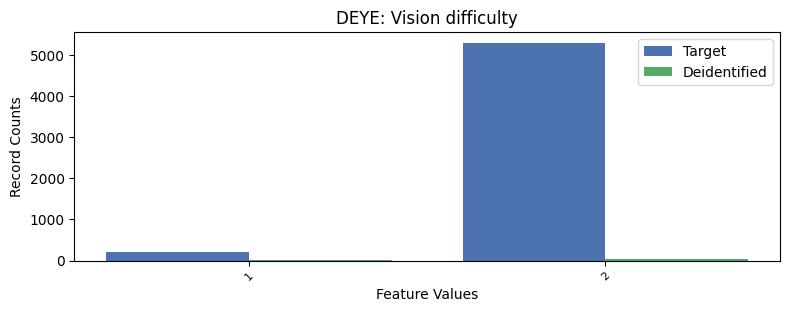 DEYE: Vision difficulty
Record Counts
5000
4000
3000
2000
1000
0
Target
Deidentified
1
2
Feature Values